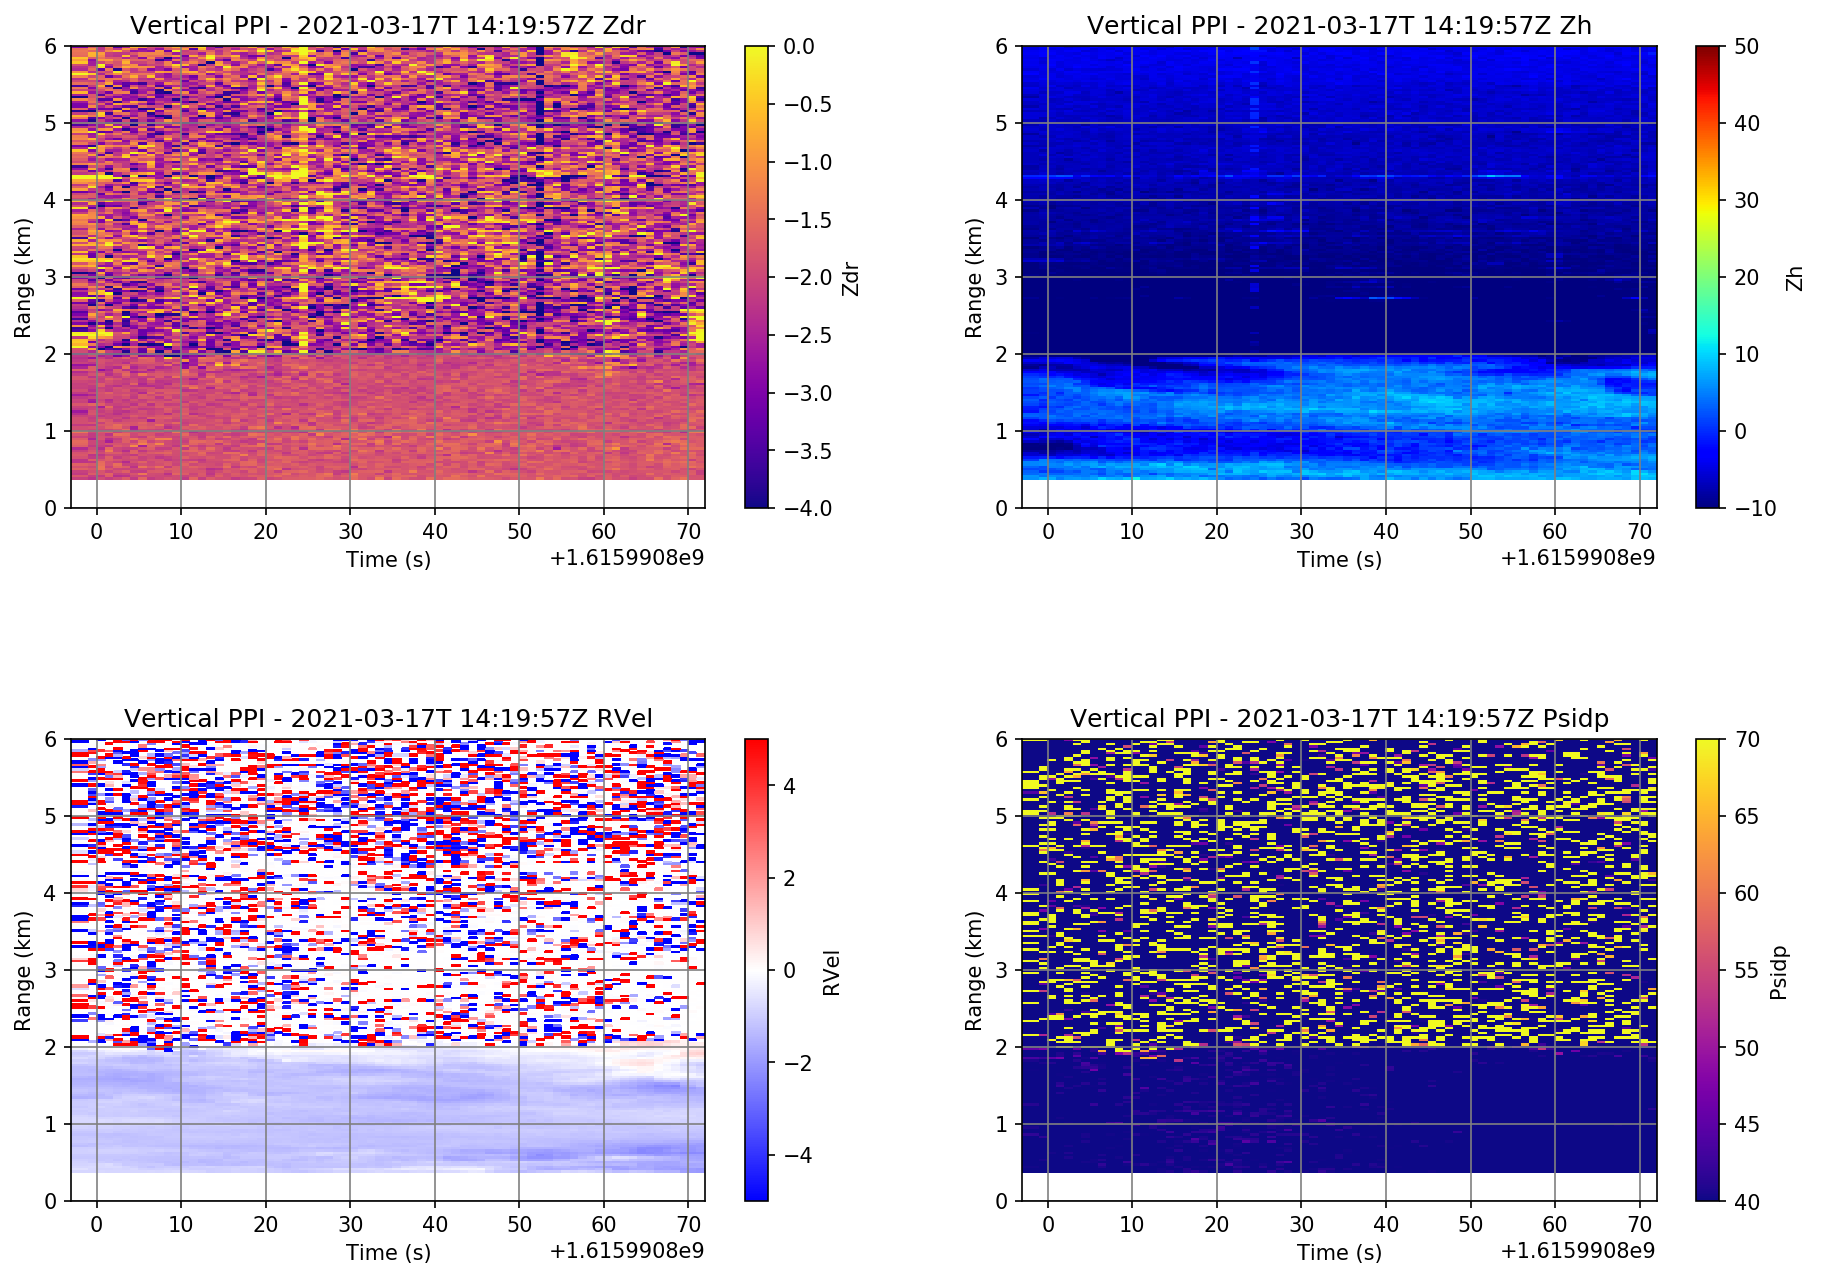 Vertical PPI - 2021-03-17T 14:19:57Z Zdr
Range (km)
6
5
4
3
2
1
0
0 10 20 30 40 50 60 70
Time (s)
+1.6159908e9
0.0
−0.5
−1.0
−1.5
−2.0
−2.5
−3.0
−3.5
−4.0
Zdr
Vertical PPI - 2021-03-17T 14:19:57Z Zh
Range (km)
6
5
4
3
2
1
0
0 10 20 30 40 50 60 70
Time (s)
+1.6159908e9
50
40
30
20
10
0
−10
Zh
Vertical PPI - 2021-03-17T 14:19:57Z RVel
Range (km)
6
5
4
3
2
1
0
0 10 20 30 40 50 60 70
Time (s)
+1.6159908e9
4
2
0
−2
−4
RVel
Vertical PPI - 2021-03-17T 14:19:57Z Psidp
Range (km)
6
5
4
3
2
1
0
0 10 20 30 40 50 60 70
Time (s)
+1.6159908e9
70
65
60
55
50
45
40
Psidp